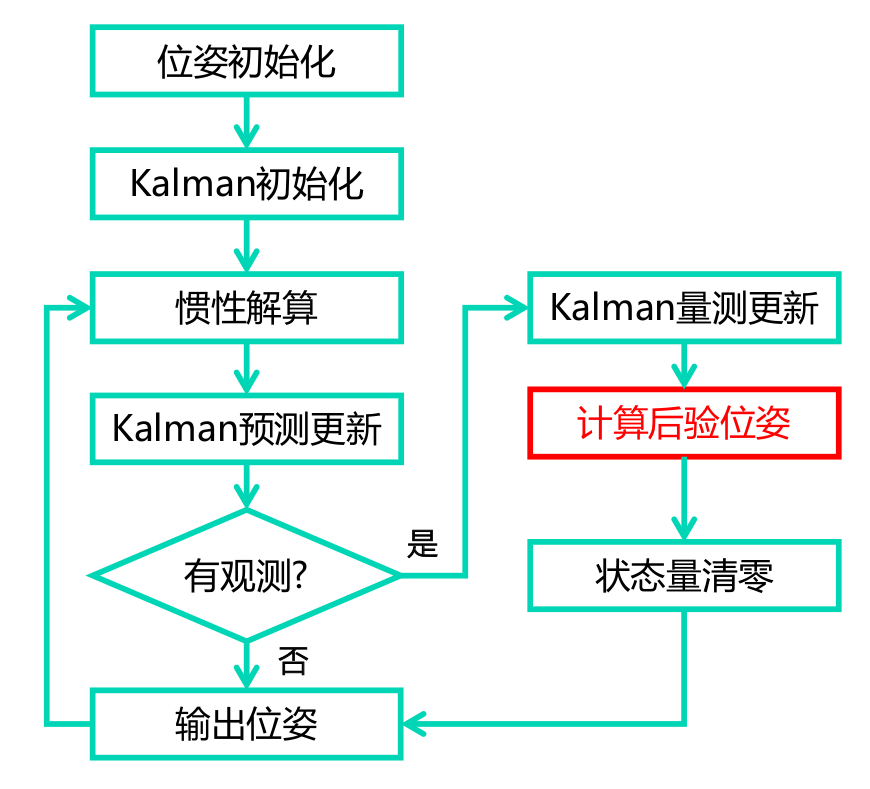 位姿初始化
Kalman初始化
惯性解算
Kalman预测更新
有观测?
是
否
输出位姿
Kalman量测更新
计算后验位姿
状态量清零